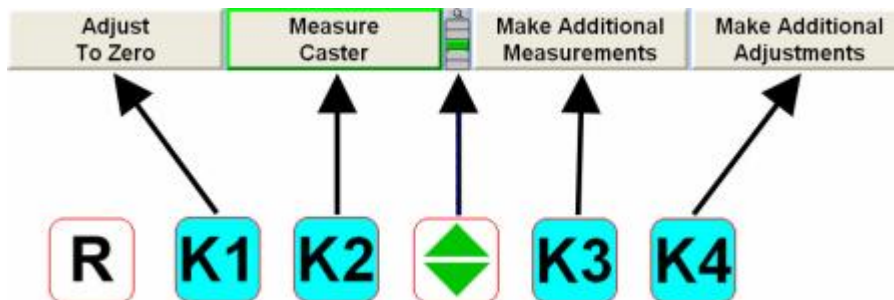 Adjust
To Zero
Measure
Caster
Make Additional
Measurements
Make Additional
Adjustments
R
K1
K2
K3
K4